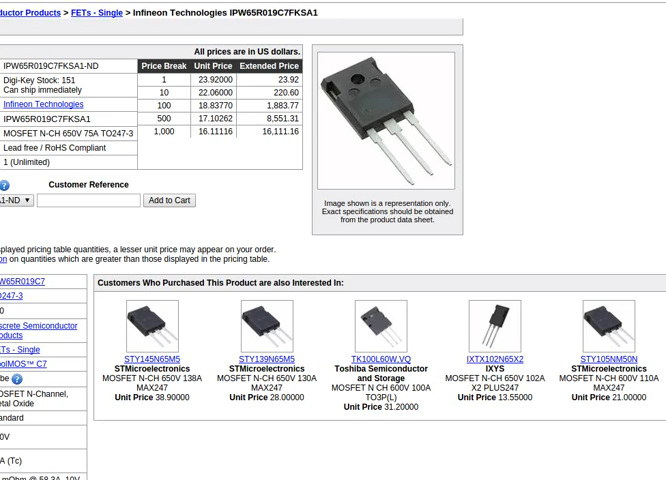 ductor Products > FETs - Single > Infineon Technologies IPW65R019C7FKSA1
All prices are in US dollars.
IPW65R019C7FKSA1-ND
Digi-Key Stock: 151
Can ship immediately
Infineon Technologies
IPW65R019C7FKSA1
MOSFET N-CH 650V 75A TO247-3
Lead free / RoHS Compliant
1 (Unlimited)
Price Break Unit Price Extended Price
1 23.92000 23.92
10 22.06000 220.60
100 18.83770 1,883.77
500 17.10262 8,551.31
1,000 16.11116 16,111.16
Image shown is a representation only.
Exact specifications should be obtained
from the product data sheet.
? Customer Reference
A1-ND Add to Cart
splayed pricing table quantities, a lesser unit price may appear on your order.
on on quantities which are greater than those displayed in the pricing table.
W65R019C7
O247-3
0
screte Semiconductor
oducts
ETs - Single
oolMOS™ C7
be ?
OSFET N-Channel,
etal Oxide
andard
0V
A (Tc)
mOhm @ 58.3A, 10V
Customers Who Purchased This Product are also Interested In:
STY145N65M5
STMicroelectronics
MOSFET N-CH 650V 138A
MAX247
Unit Price 38.90000
STY139N65M5
STMicroelectronics
MOSFET N-CH 650V 130A
MAX247
Unit Price 28.00000
TK100L60W,VQ
Toshiba Semiconductor
and Storage
MOSFET N CH 600V 100A
TO3P(L)
Unit Price 31.20000
IXTX102N65X2
IXYS
MOSFET N-CH 650V 102A
X2 PLUS247
Unit Price 13.55000
STY105NM50N
STMicroelectronics
MOSFET N-CH 600V 110A
MAX247
Unit Price 21.00000